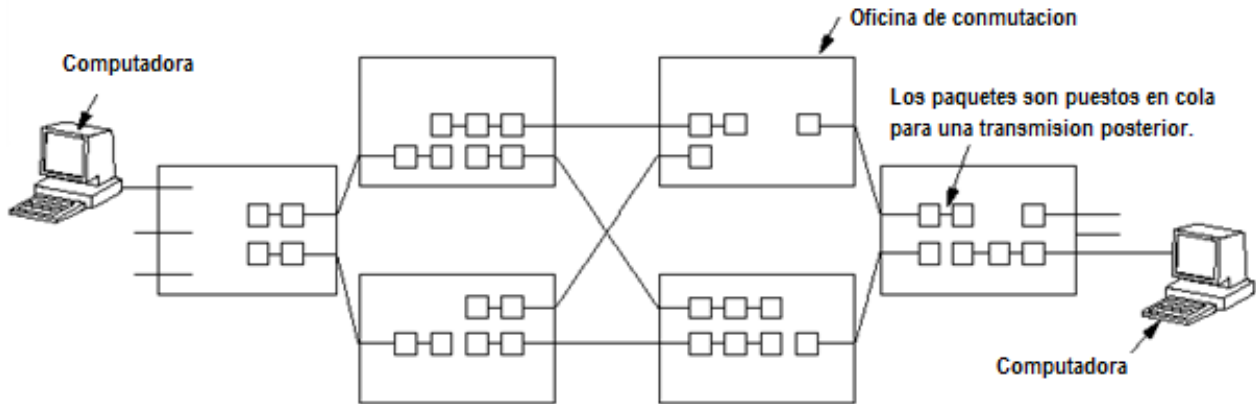 Oficina de conmutacion
Computadora
Los paquetes son puestos en cola
para una transmision posterior.
Computadora